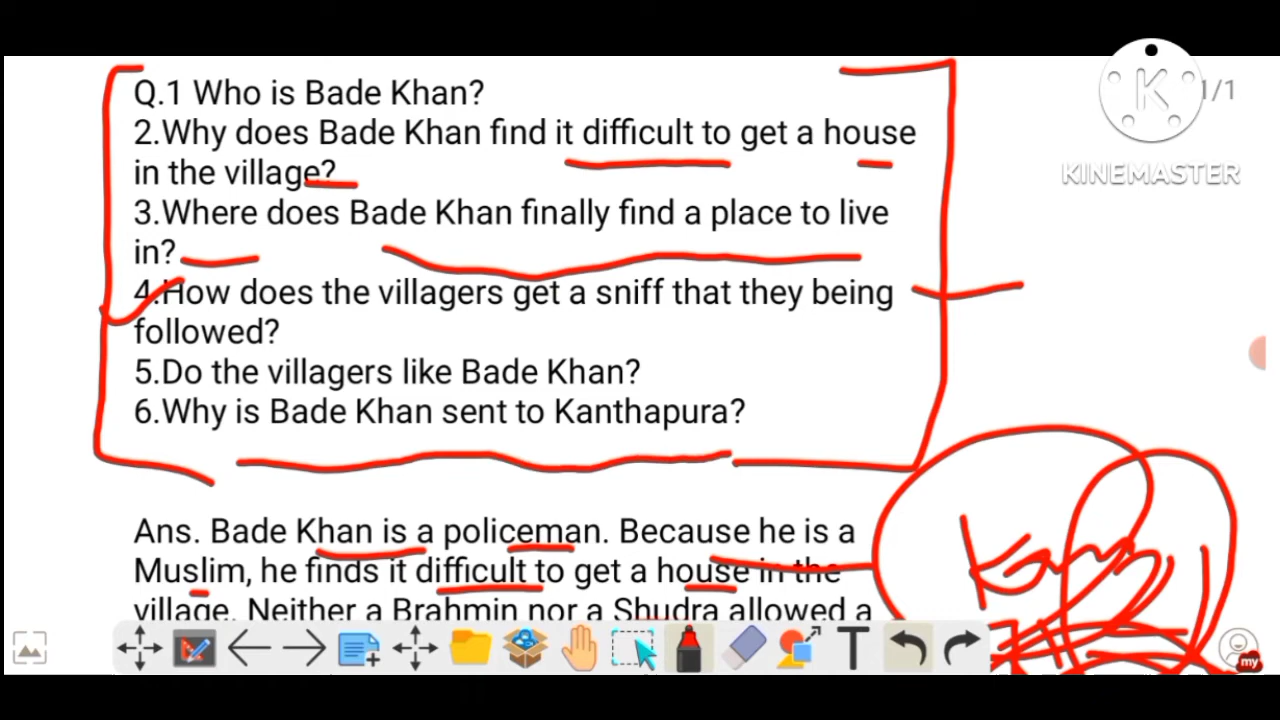 Q.1 Who is Bade Khan?
2.Why does Bade Khan find it difficult to get a house
in the village?
3.Where does Bade Khan finally find a place to live
in?
4.How does the villagers get a sniff that they being
followed?
5.Do the villagers like Bade Khan?
6.Why is Bade Khan sent to Kanthapura?
Ans. Bade Khan is a policeman. Because he is a
Muslim, he finds it difficult to get a house in the
village. Neither a Brahmin nor a Shudra allowed a
K
1/1
KINEMASTER
T
my